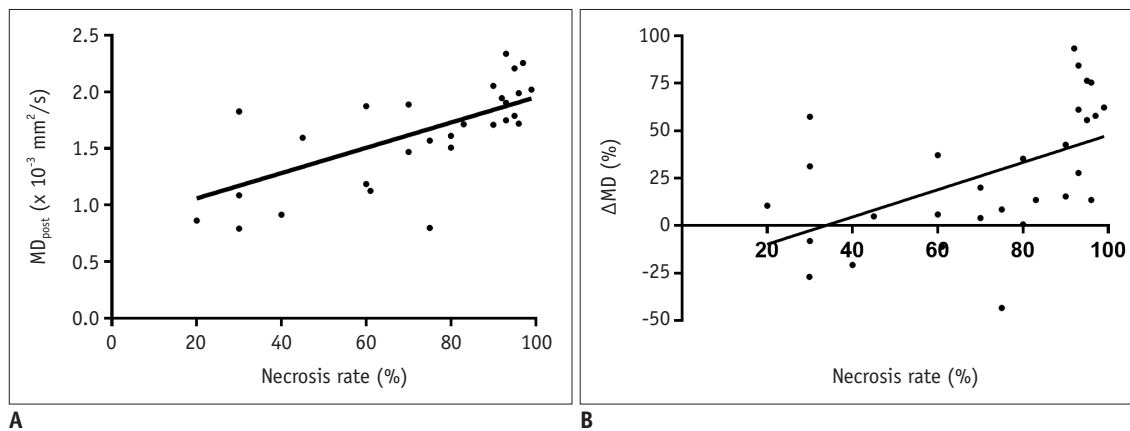 2.5
2.0
1.5
1.0
0.5
0.0
MDpost (x 10-3 mm2/s)
0 20 40 60 80 100
Necrosis rate (%)
A
100
75
50
25
0
-25
-50
ΔMD (%)
20 40 60 80 100
Necrosis rate (%)
B